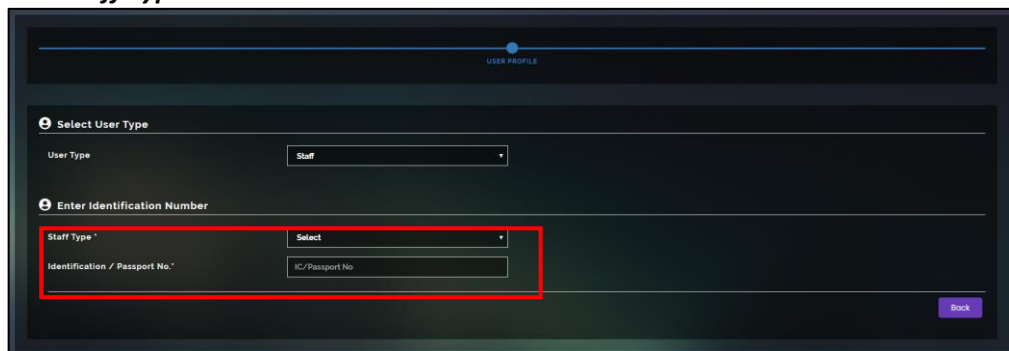 USER PROFILE
Select User Type
User Type
Staff
Enter Identification Number
Staff Type *
Select
Identification / Passport No.*
IC/Passport No
Back